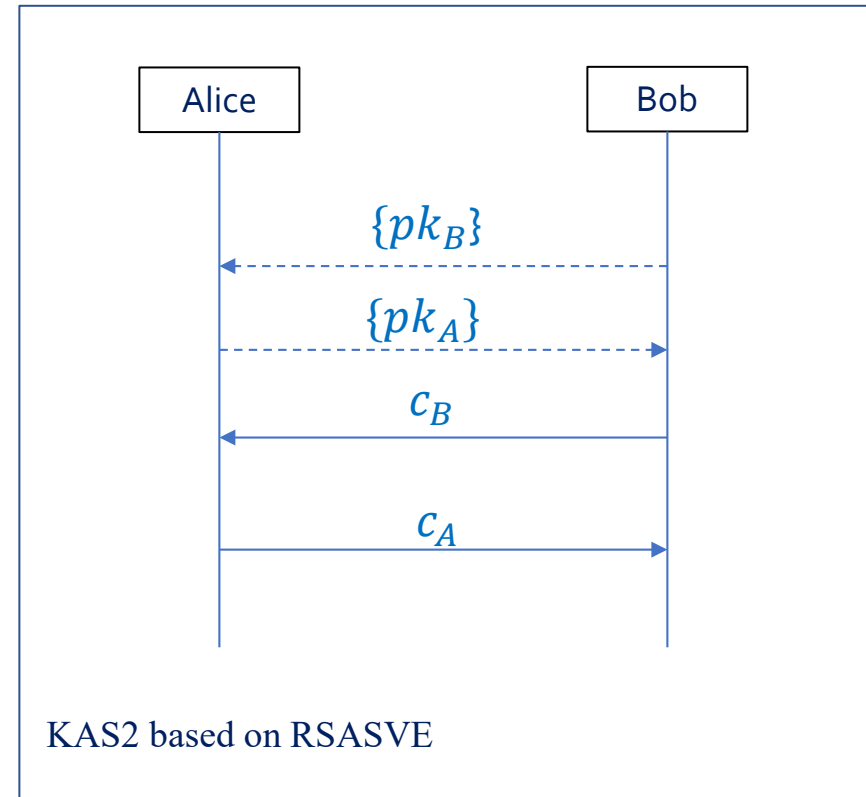 Alice
Bob
{pk_B}
{pk_A}
c_B
c_A
KAS2 based on RSASVE